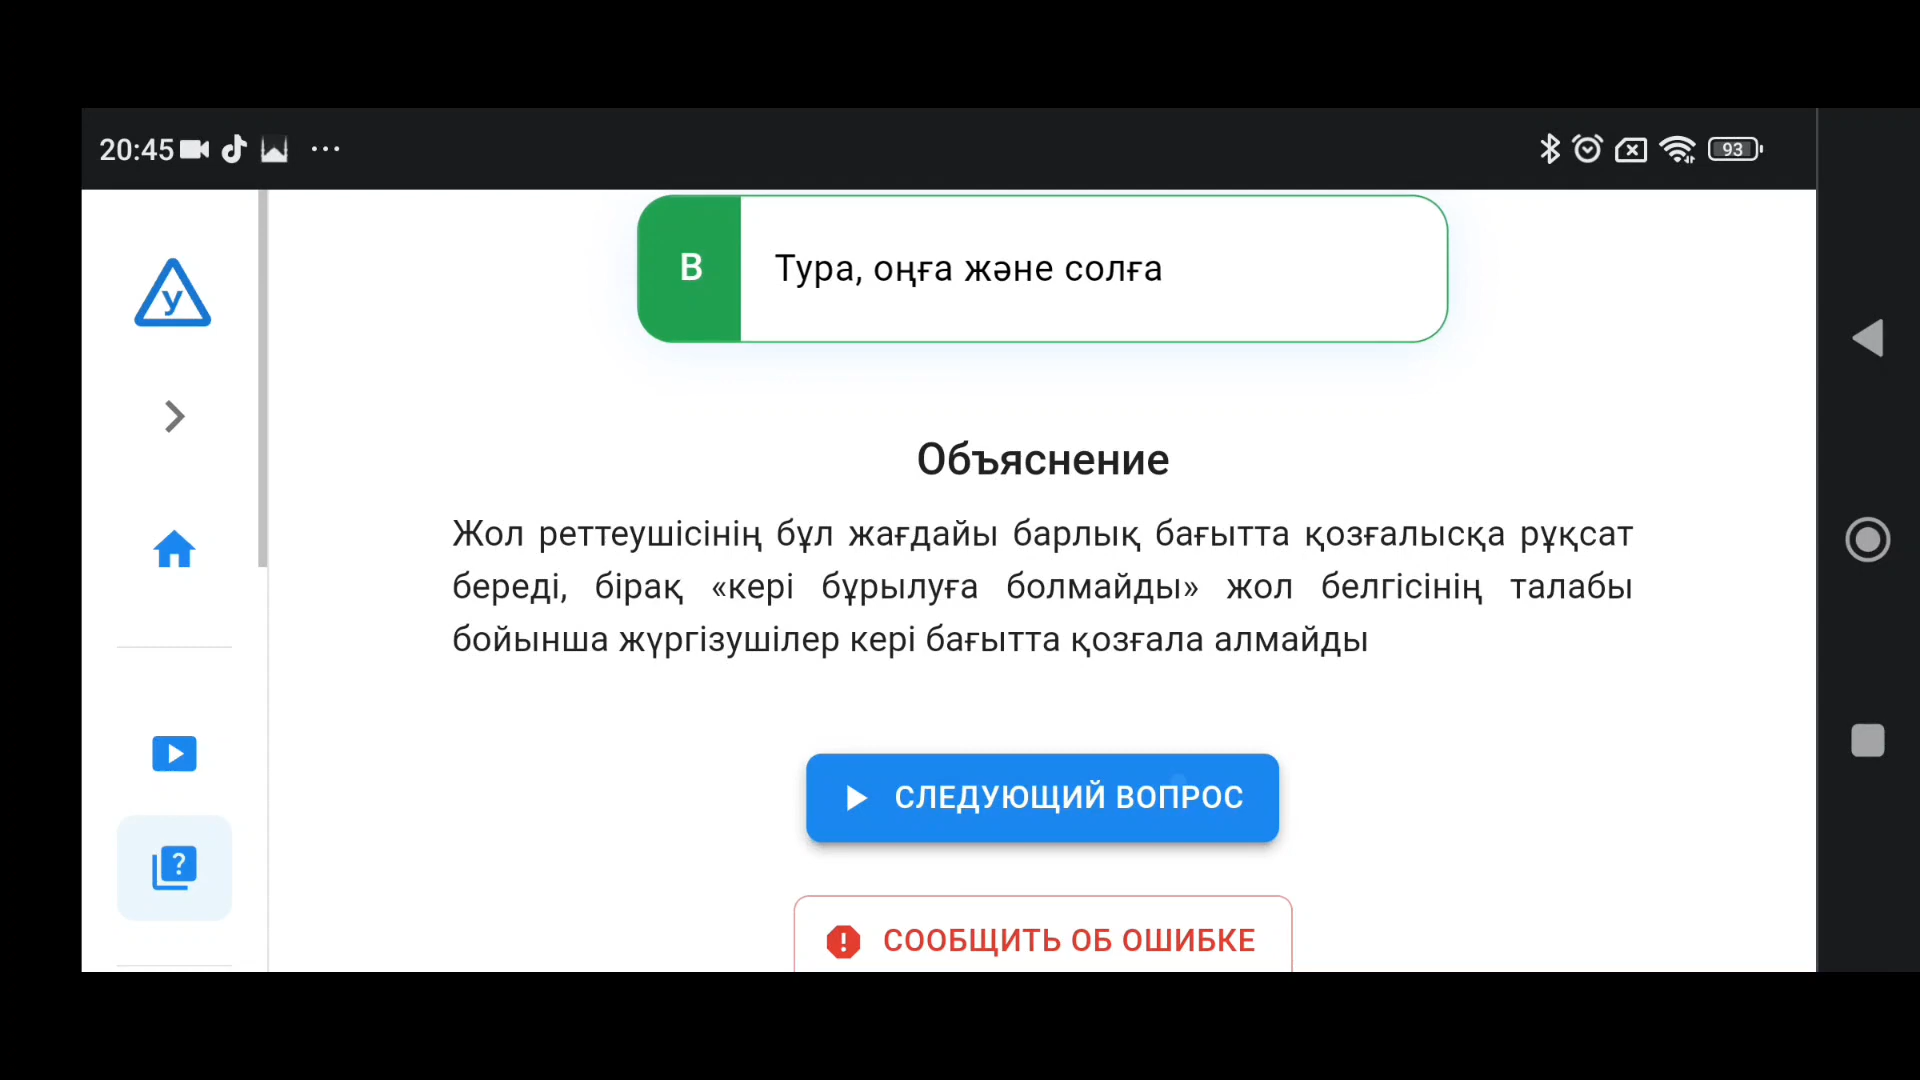 20:45
93
У
В
Тура, оңға және солға
Объяснение
Жол реттеушісінің бұл жағдайы барлық бағытта қозғалысқа рұқсат
береді, бірақ «кері бұрылуға болмайды» жол белгісінің талабы
бойынша жүргізушілер кері бағытта қозғала алмайды
СЛЕДУЮЩИЙ ВОПРОС
?
СООБЩИТЬ ОБ ОШИБКЕ